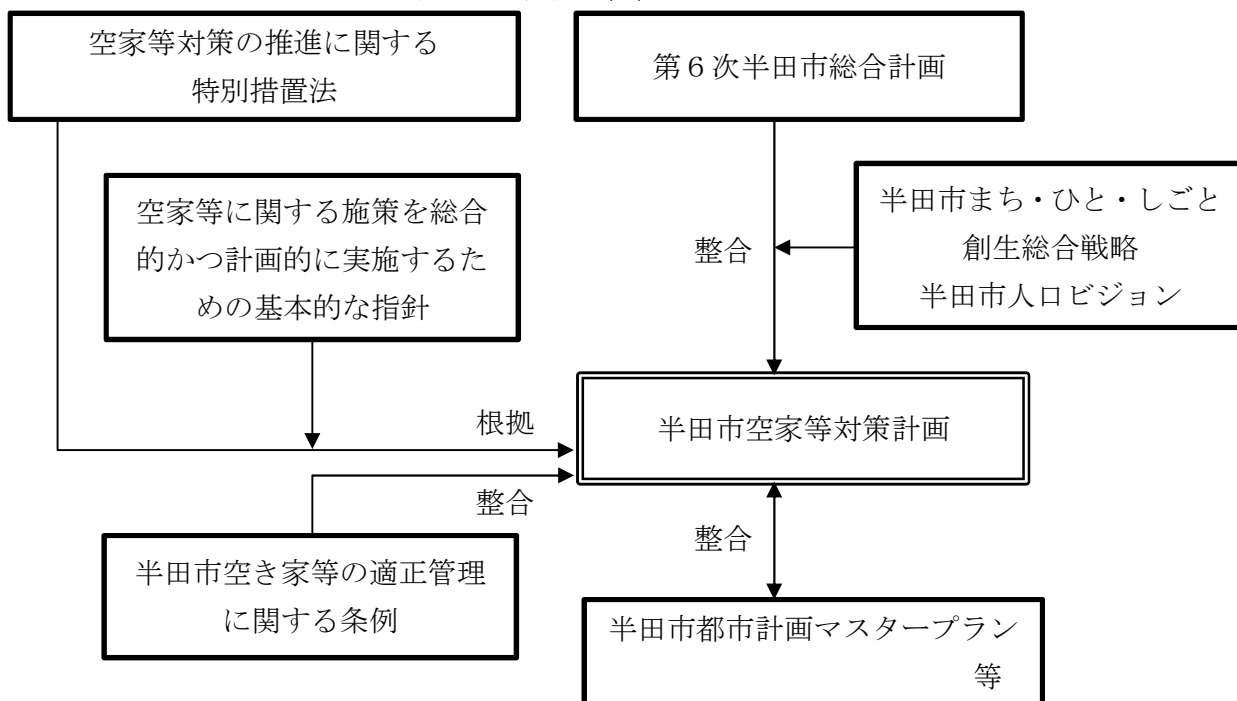 空家等対策の推進に関する
特別措置法
第6次半田市総合計画
空家等に関する施策を総合
的かつ計画的に実施するた
めの基本的な指針
整合
半田市まち・ひと・しごと
創生総合戦略
半田市人口ビジョン
根拠
半田市空家等対策計画
整合
整合
半田市空き家等の適正管理
に関する条例
半田市都市計画マスタープラン
等